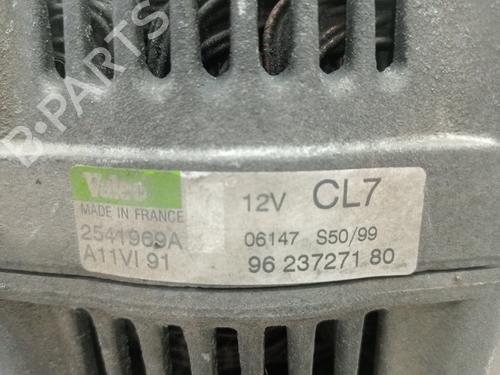 B-PARTS
Valeo 12V CL7
MADE IN FRANCE
2541969A 06147 S50/99
A11VI 91 96 237271 80